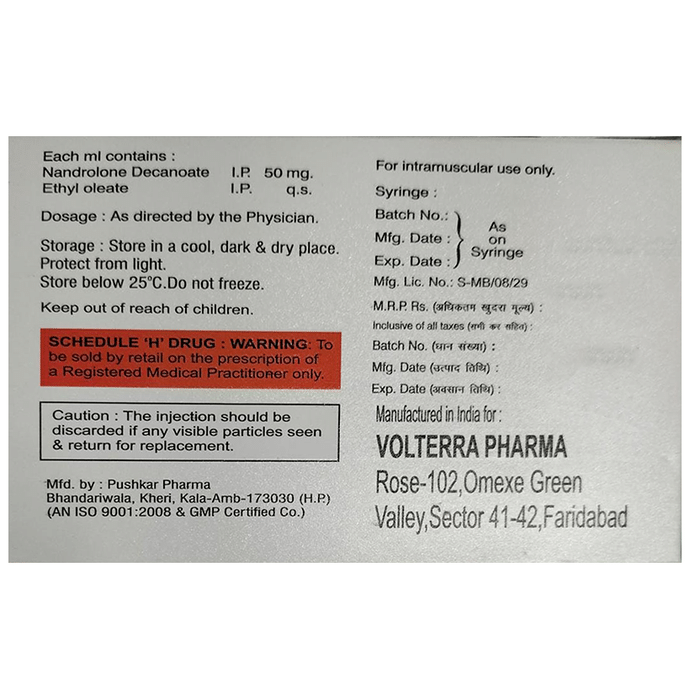 Each ml contains :
Nandrolone Decanoate I.P. 50 mg.
Ethyl oleate I.P. q.s.
Dosage : As directed by the Physician.
Storage : Store in a cool, dark & dry place.
Protect from light.
Store below 25°C.Do not freeze.
Keep out of reach of children.
SCHEDULE 'H' DRUG : WARNING: To
be sold by retail on the prescription of
a Registered Medical Practitioner only.
Caution : The injection should be
discarded if any visible particles seen
& return for replacement.
Mfd. by : Pushkar Pharma
Bhandariwala, Kheri, Kala-Amb-173030 (H.P.)
(AN ISO 9001:2008 & GMP Certified Co.)
For intramuscular use only.
Syringe :
Batch No.:
Mfg. Date :
Exp. Date :
As
on
Syringe
Mfg. Lic. No.: S-MB/08/29
M.R.P. Rs. (अधिकतम खुदरा मूल्य) :
Inclusive of all taxes (सभी कर सहित) :
Batch No. (घान संख्या) :
Mfg. Date (उत्पाद तिथि) :
Exp. Date (अवसान तिथि) :
Manufactured in India for :
VOLTERRA PHARMA
Rose-102,Omexe Green
Valley,Sector 41-42,Faridabad